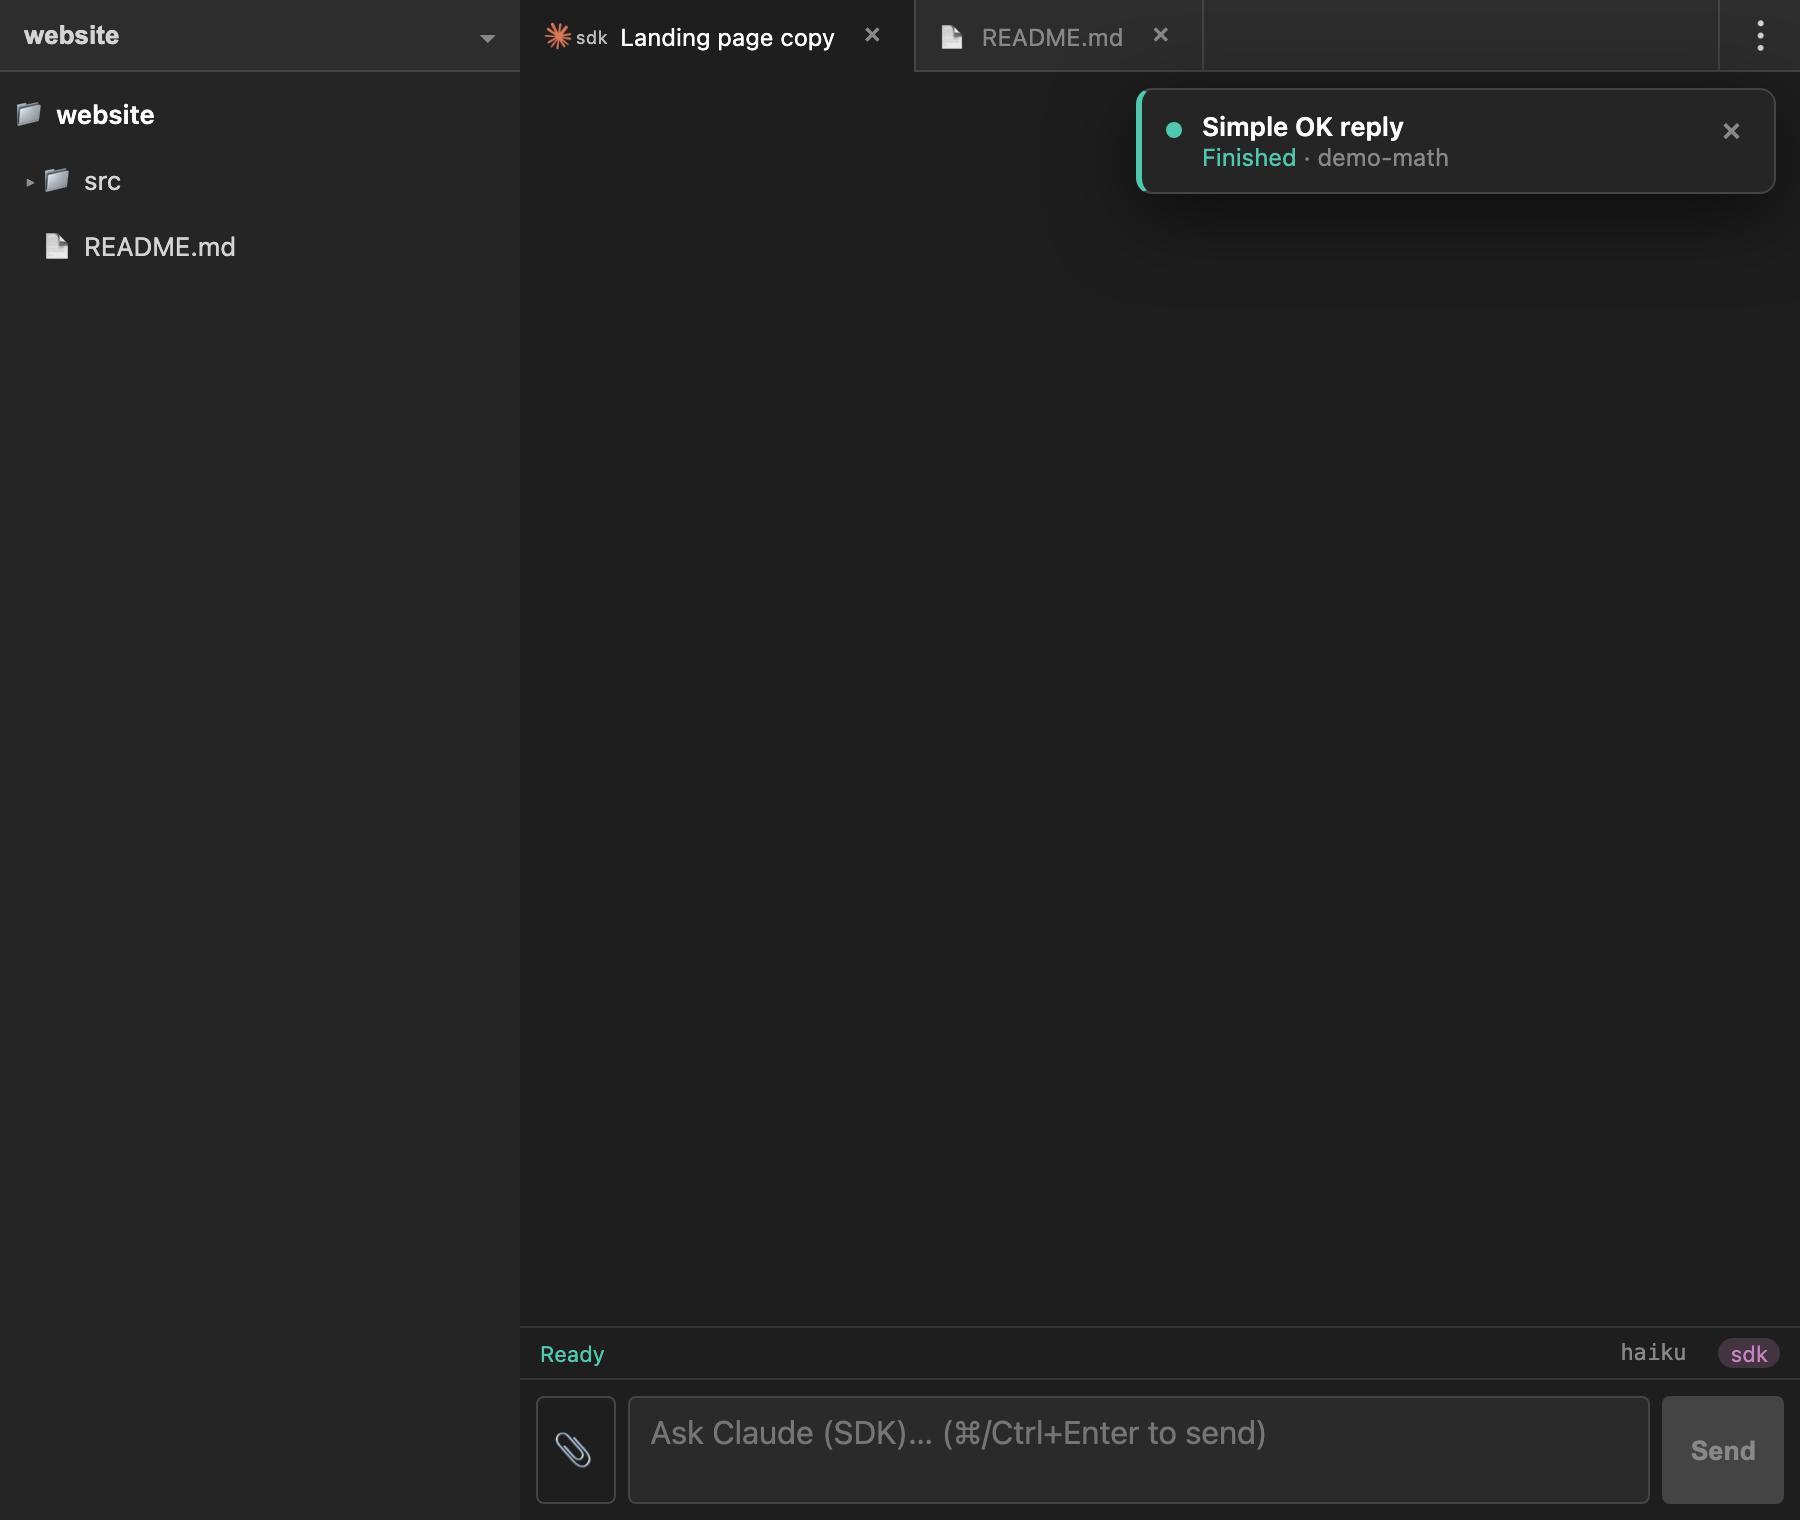 website
sdk Landing page copy
README.md
website
src
README.md
Simple OK reply
Finished · demo-math
Ready
haiku
sdk
Ask Claude (SDK)... (⌘/Ctrl+Enter to send)
Send